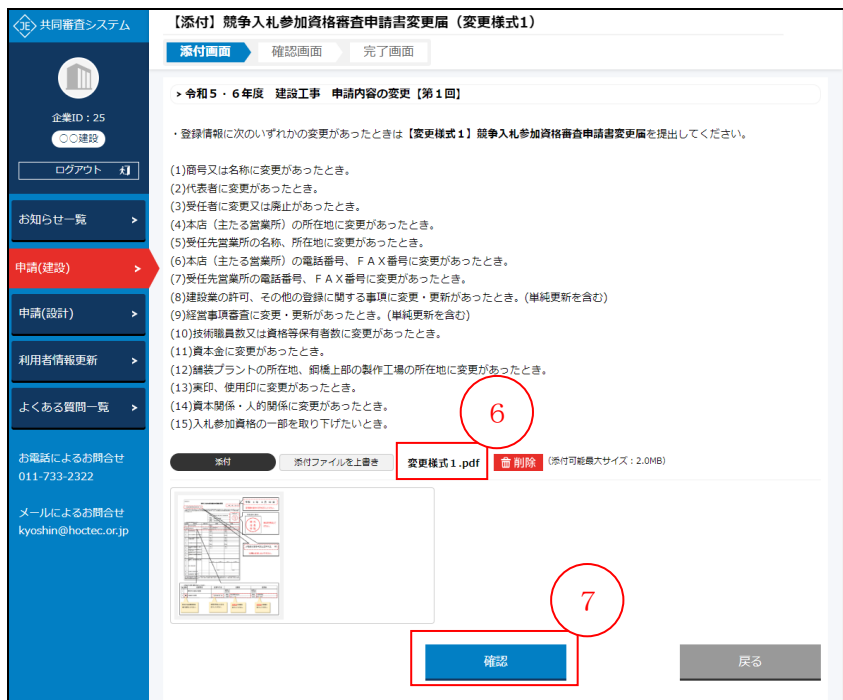 JE 共同審査システム
企業ID：25
○○建設
ログアウト
お知らせ一覧 >
申請(建設) >
申請(設計) >
利用者情報更新 >
よくある質問一覧 >
お電話によるお問合せ
011-733-2322
メールによるお問合せ
kyoshin@hoctec.or.jp
【添付】競争入札参加資格審査申請書変更届（変更様式1）
添付画面 確認画面 完了画面
> 令和５・６年度　建設工事　申請内容の変更【第１回】
・登録情報に次のいずれかの変更があったときは【変更様式１】競争入札参加資格審査申請書変更届を提出してください。
(1)商号又は名称に変更があったとき。
(2)代表者に変更があったとき。
(3)受任者に変更又は廃止があったとき。
(4)本店（主たる営業所）の所在地に変更があったとき。
(5)受任先営業所の名称、所在地に変更があったとき。
(6)本店（主たる営業所）の電話番号、ＦＡＸ番号に変更があったとき。
(7)受任先営業所の電話番号、ＦＡＸ番号に変更があったとき。
(8)建設業の許可、その他の登録に関する事項に変更・更新があったとき。(単純更新を含む)
(9)経営事項審査に変更・更新があったとき。(単純更新を含む)
(10)技術職員数又は資格等保有者数に変更があったとき。
(11)資本金に変更があったとき。
(12)舗装プラントの所在地、鋼橋上部の製作工場の所在地に変更があったとき。
(13)実印、使用印に変更があったとき。
(14)資本関係・人的関係に変更があったとき。
(15)入札参加資格の一部を取り下げたいとき。
6
添付 添付ファイルを上書き 変更様式１.pdf 削除 (添付可能最大サイズ：2.0MB)
7
確認 戻る